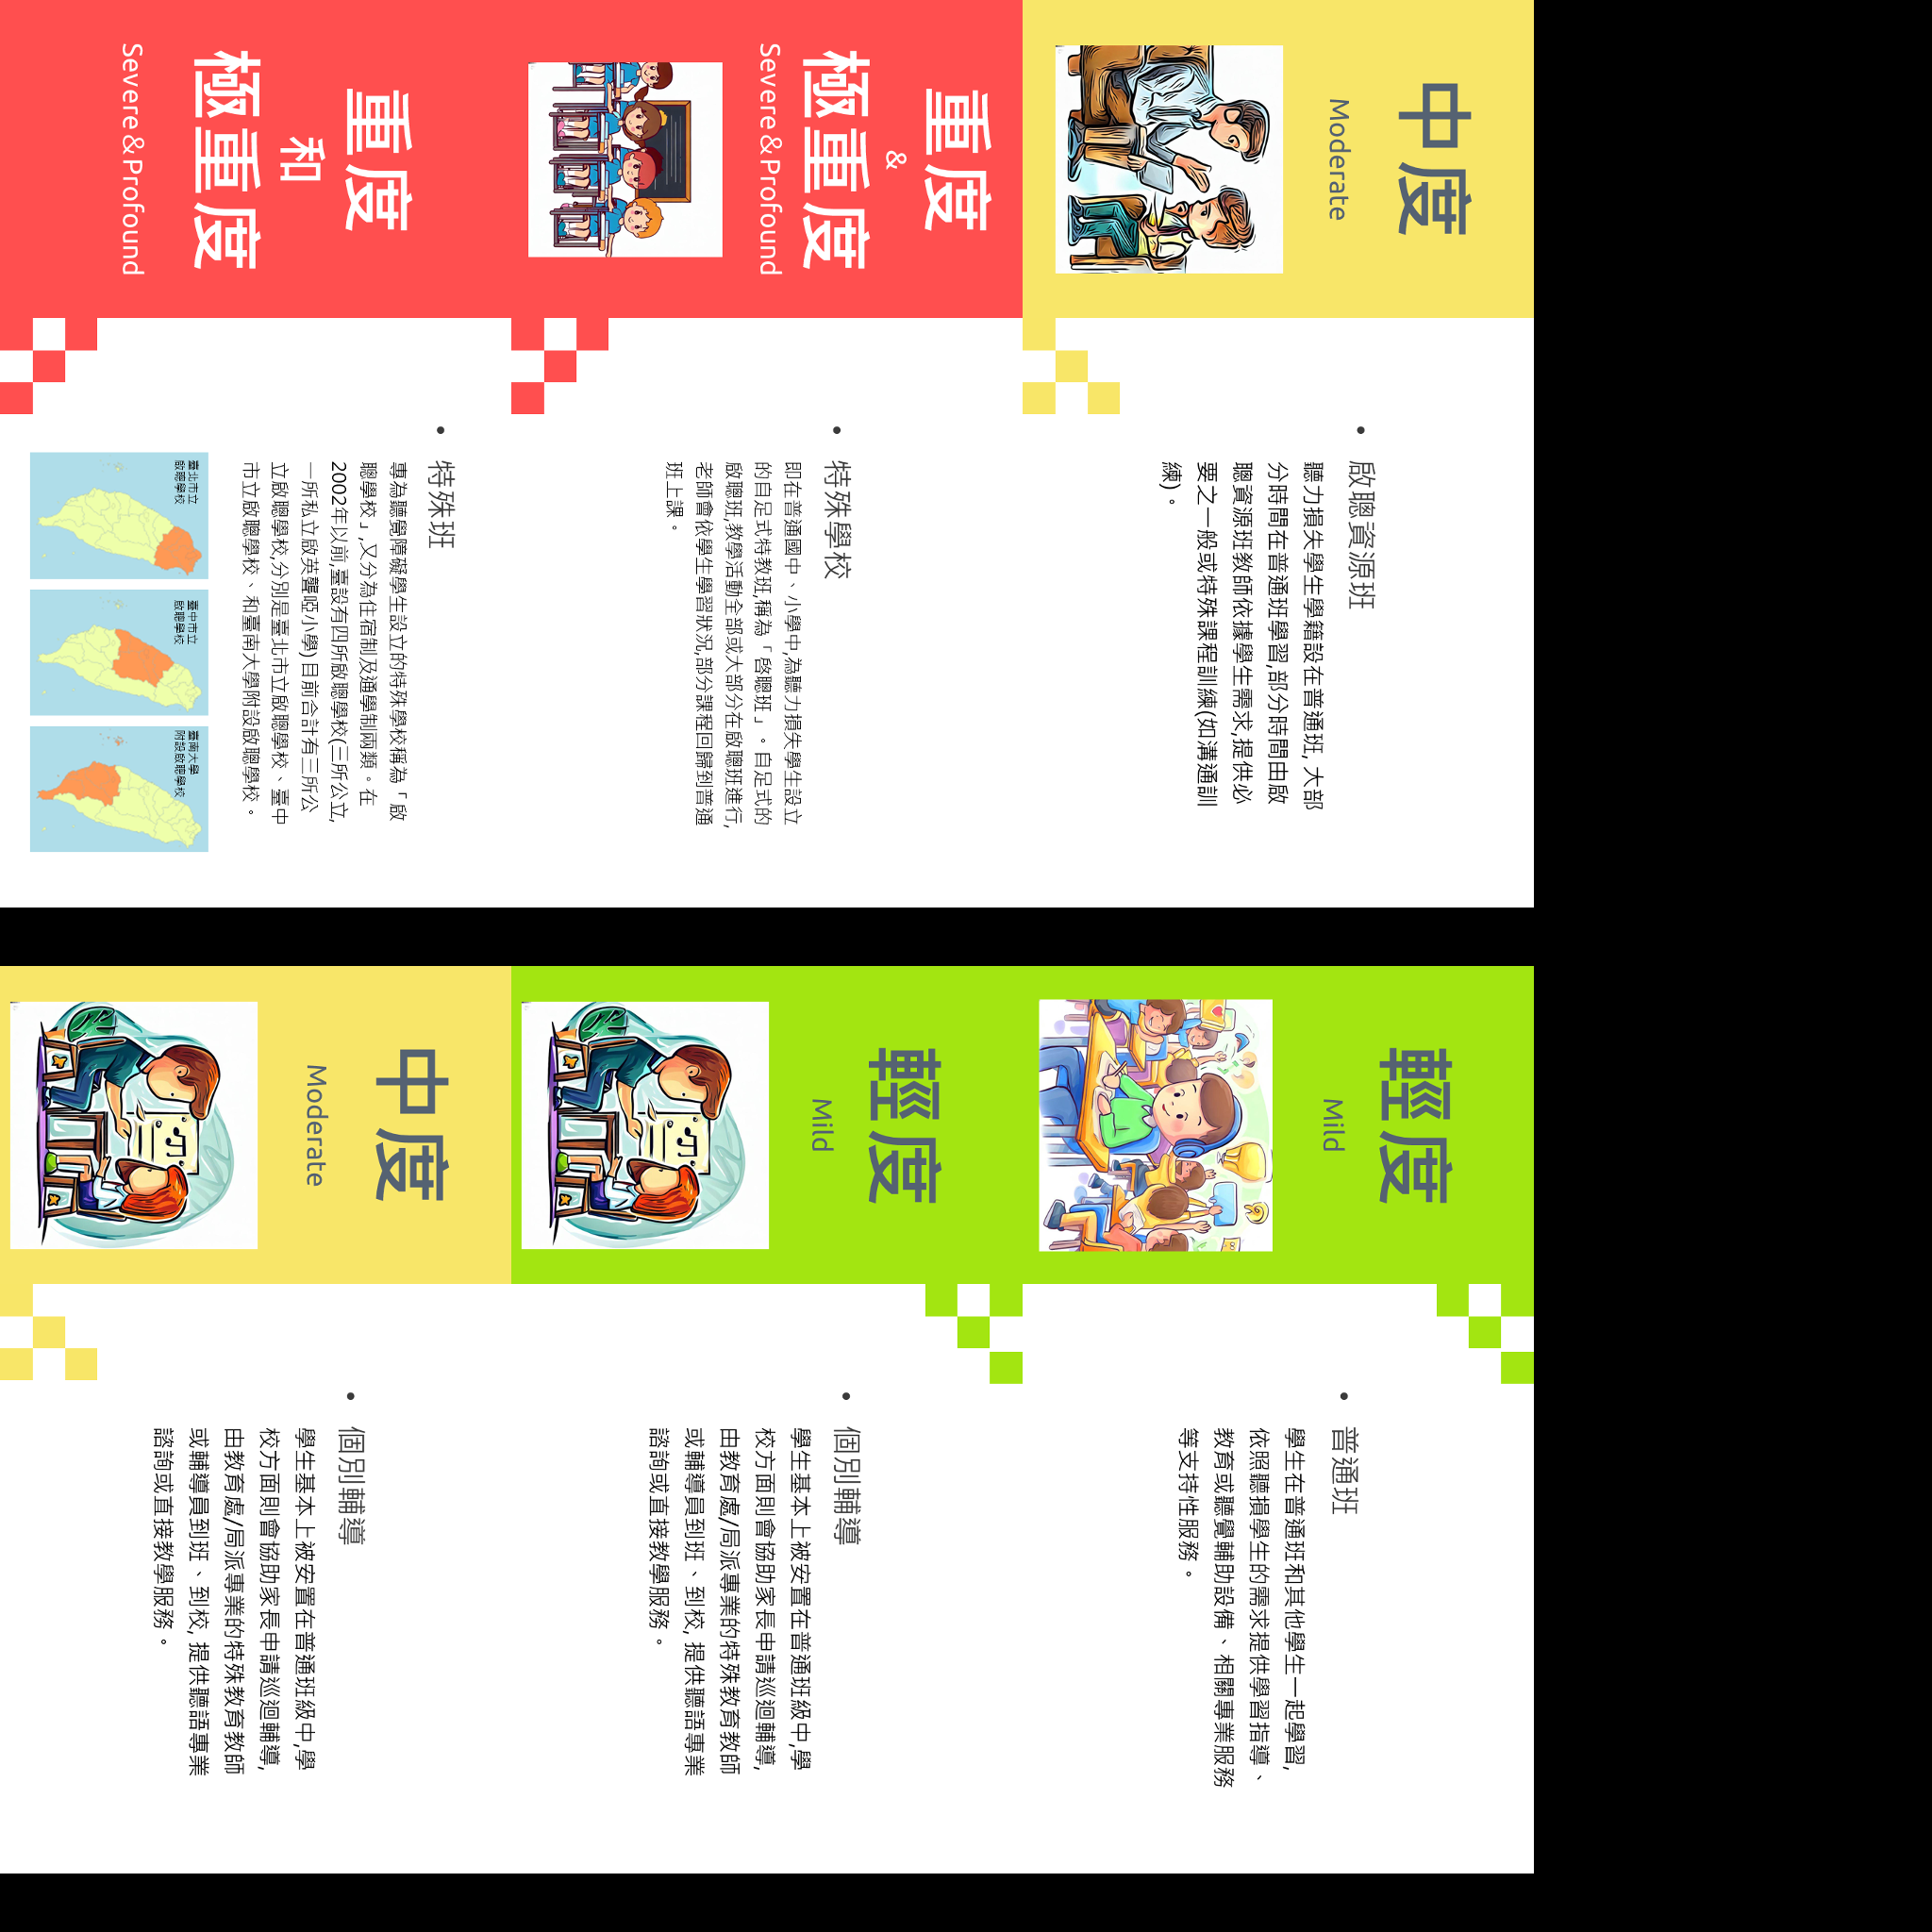 中度
Moderate
• 啟聰資源班
聽力損失學生學籍設在普通班, 大部
分時間在普通班學習,部分時間由啟
聰資源班教師依據學生需求,提供必
要之一般或特殊課程訓練(如溝通訓
練)。
重度
&
極重度
Severe&Profound
• 特殊學校
即在普通國中、小學中,為聽力損失學生設立
的自足式特教班,稱為「啓聰班」。自足式的
啟聰班,教學活動全部或大部分在啟聰班進行,
老師會依學生學習狀況,部分課程回歸到普通
班上課。
重度
和
極重度
Severe&Profound
• 特殊班
專為聽覺障礙學生設立的特殊學校稱為「啟
聰學校」,又分為住宿制及通學制兩類。在
2002年以前,臺設有四所啟聰學校(三所公立,
一所私立啟英聾啞小學) 目前合計有三所公
立啟聰學校,分別是臺北市立啟聰學校、臺中
市立啟聰學校、和臺南大學附設啟聰學校。
臺北市立
啟聰學校
臺中市立
啟聰學校
臺南大學
附設啟聰學校
輕度
Mild
• 普通班
學生在普通班和其他學生一起學習,
依照聽損學生的需求提供學習指導、
教育或聽覺輔助設備、相關專業服務
等支持性服務。
輕度
Mild
• 個別輔導
學生基本上被安置在普通班級中,學
校方面則會協助家長申請巡迴輔導,
由教育處/局派專業的特殊教育教師
或輔導員到班、到校, 提供聽語專業
諮詢或直接教學服務。
中度
Moderate
• 個別輔導
學生基本上被安置在普通班級中,學
校方面則會協助家長申請巡迴輔導,
由教育處/局派專業的特殊教育教師
或輔導員到班、到校, 提供聽語專業
諮詢或直接教學服務。